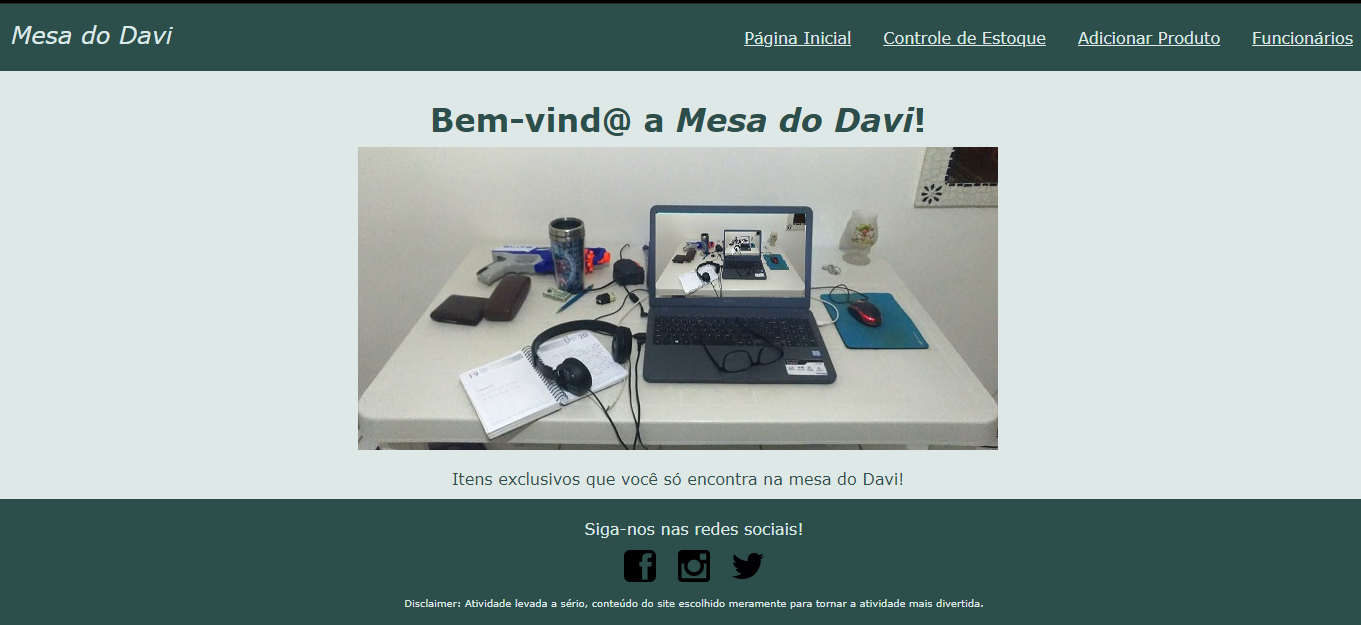 Mesa do Davi
Página Inicial Controle de Estoque Adicionar Produto Funcionários
Bem-vind@ a Mesa do Davi!
19
Itens exclusivos que você só encontra na mesa do Davi!
Siga-nos nas redes sociais!
Disclaimer: Atividade levada a sério, conteúdo do site escolhido meramente para tornar a atividade mais divertida.